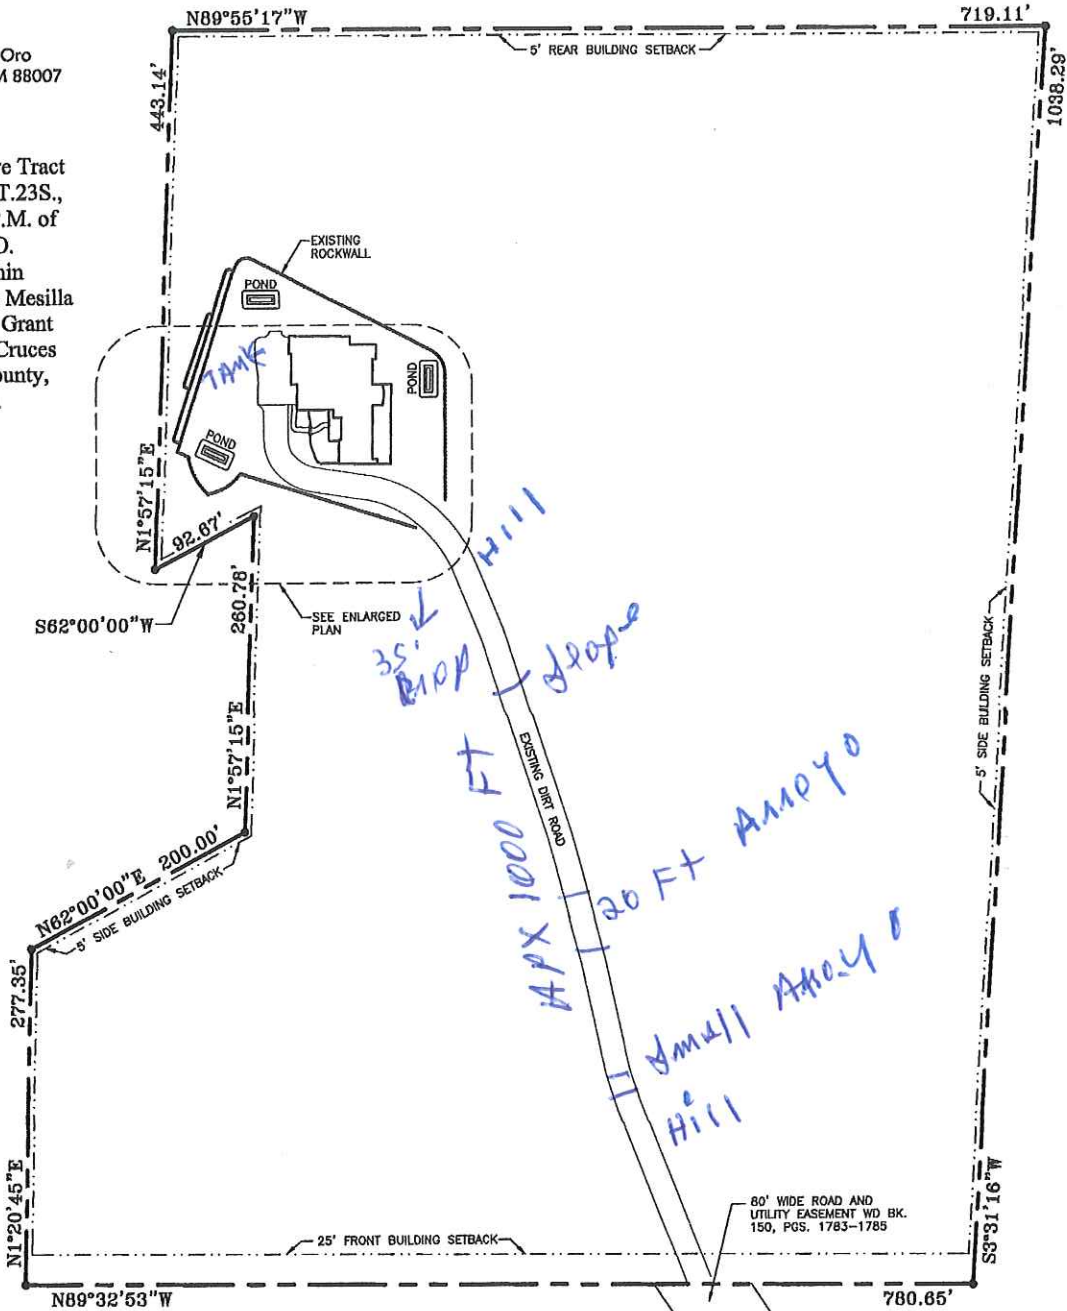 N89°55'17"W
719.11'
Oro
M 88007
5' REAR BUILDING SETBACK
443.14'
1038.29'
e Tract
T.23S.,
P.M. of
O.
hin
Mesilla
Grant
Cruces
ounty,
EXISTING
ROCKWALL
POND
TANK
POND
POND
N1°57'15"E
92.67'
Hill
S62°00'00"W
260.78'
SEE ENLARGED
PLAN
35'
Slope
5' SIDE BUILDING SETBACK
N1°57'15"E
EXISTING DIRT ROAD
APX 1000 FT
20 Ft Arroyo
N62°00'00"E 200.00'
5' SIDE BUILDING SETBACK
277.35'
Small Arroyo
Hill
N1°20'45"E
S3°31'16"W
80' WIDE ROAD AND
UTILITY EASEMENT WD BK.
150, PGS. 1783-1785
25' FRONT BUILDING SETBACK
N89°32'53"W
780.65'